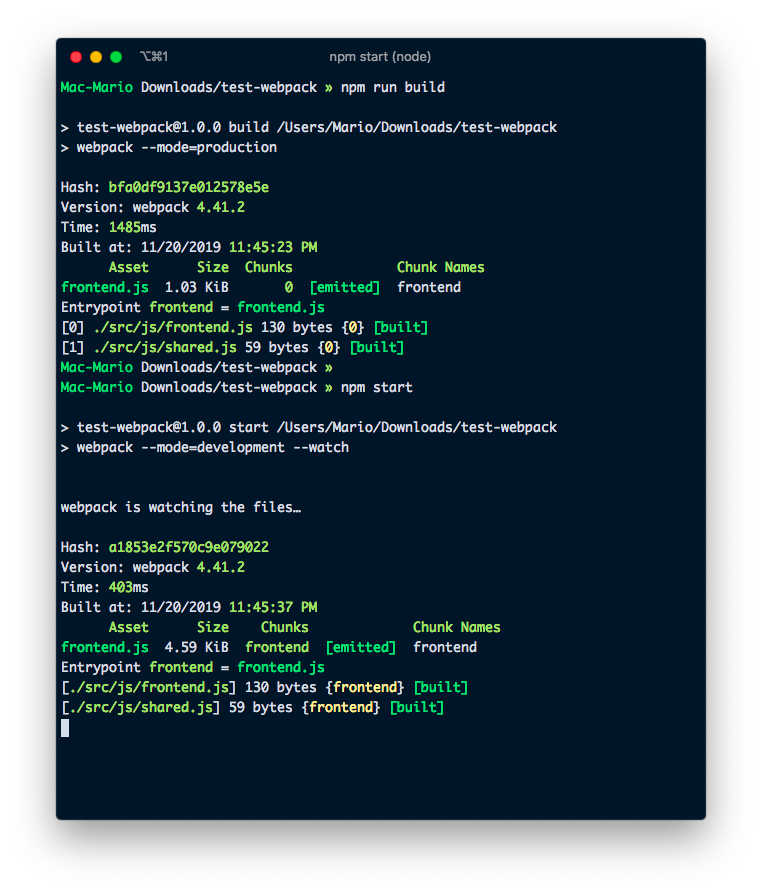 ⌥⌘1 npm start (node)
Mac-Mario Downloads/test-webpack » npm run build
> test-webpack@1.0.0 build /Users/Mario/Downloads/test-webpack
> webpack --mode=production
Hash: bfa0df9137e012578e5e
Version: webpack 4.41.2
Time: 1485ms
Built at: 11/20/2019 11:45:23 PM
Asset Size Chunks Chunk Names
frontend.js 1.03 KiB 0 [emitted] frontend
Entrypoint frontend = frontend.js
[0] ./src/js/frontend.js 130 bytes {0} [built]
[1] ./src/js/shared.js 59 bytes {0} [built]
Mac-Mario Downloads/test-webpack »
Mac-Mario Downloads/test-webpack » npm start
> test-webpack@1.0.0 start /Users/Mario/Downloads/test-webpack
> webpack --mode=development --watch
webpack is watching the files…
Hash: a1853e2f570c9e079022
Version: webpack 4.41.2
Time: 403ms
Built at: 11/20/2019 11:45:37 PM
Asset Size Chunks Chunk Names
frontend.js 4.59 KiB frontend [emitted] frontend
Entrypoint frontend = frontend.js
[./src/js/frontend.js] 130 bytes {frontend} [built]
[./src/js/shared.js] 59 bytes {frontend} [built]